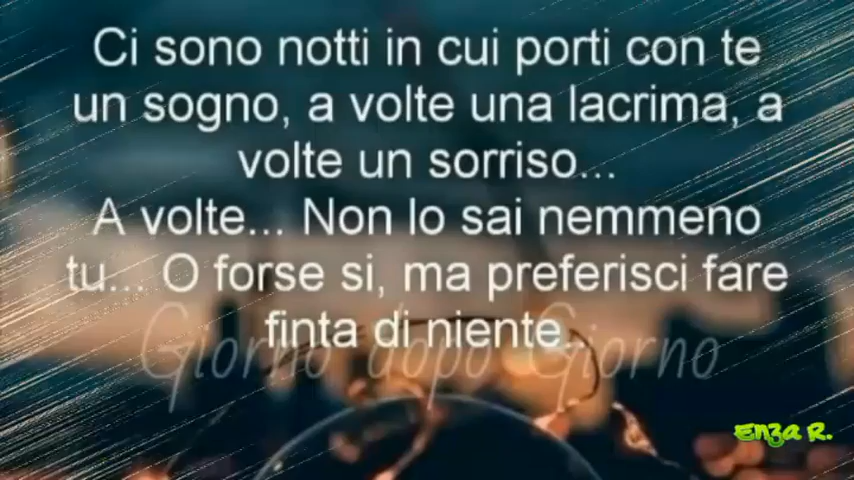 Ci sono notti in cui porti con te
un sogno, a volte una lacrima, a
volte un sorriso...
A volte... Non lo sai nemmeno
tu... O forse si, ma preferisci fare
finta di niente...
Giorno dopo Giorno
Enza R.